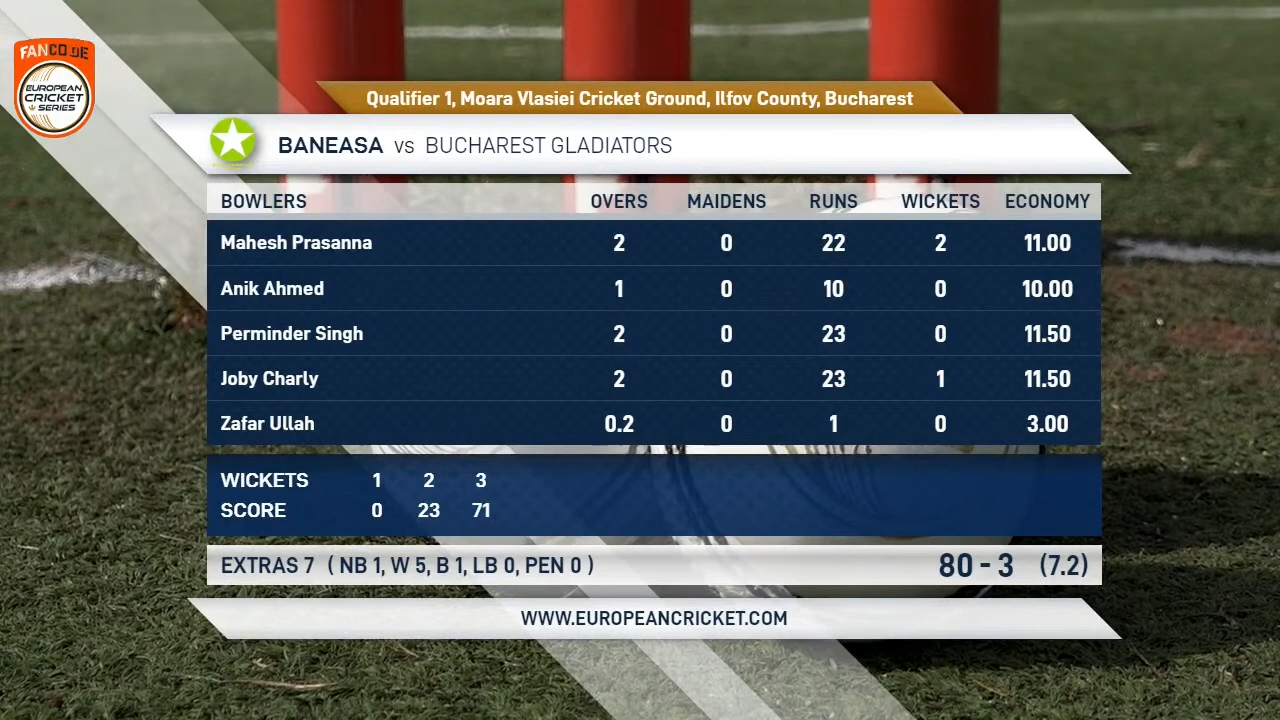 FANCODE
EUROPEAN
CRICKET
SERIES
Qualifier 1, Moara Vlasiei Cricket Ground, Ilfov County, Bucharest
BANEASA vs BUCHAREST GLADIATORS
BOWLERS OVERS MAIDENS RUNS WICKETS ECONOMY
Mahesh Prasanna 2 0 22 2 11.00
Anik Ahmed 1 0 10 0 10.00
Perminder Singh 2 0 23 0 11.50
Joby Charly 2 0 23 1 11.50
Zafar Ullah 0.2 0 1 0 3.00
WICKETS 1 2 3
SCORE 0 23 71
EXTRAS 7 ( NB 1, W 5, B 1, LB 0, PEN 0 ) 80 - 3 (7.2)
WWW.EUROPEANCRICKET.COM